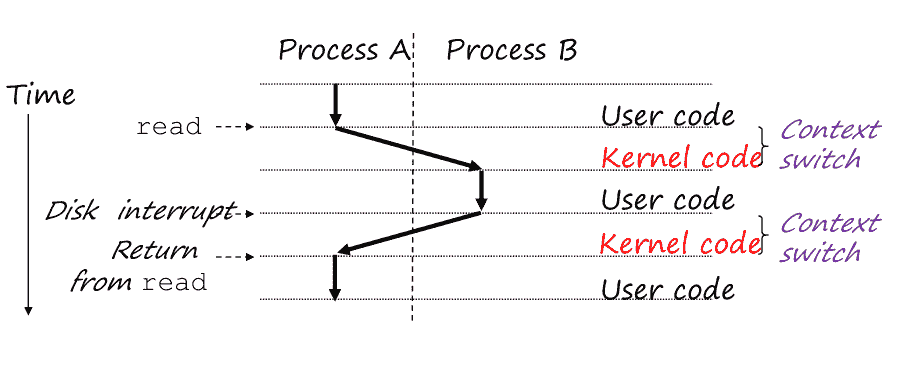 Process A Process B
Time
User code
read
Context
switch
Kernel code
User code
Disk interrupt
Context
switch
Kernel code
Return
from read
User code